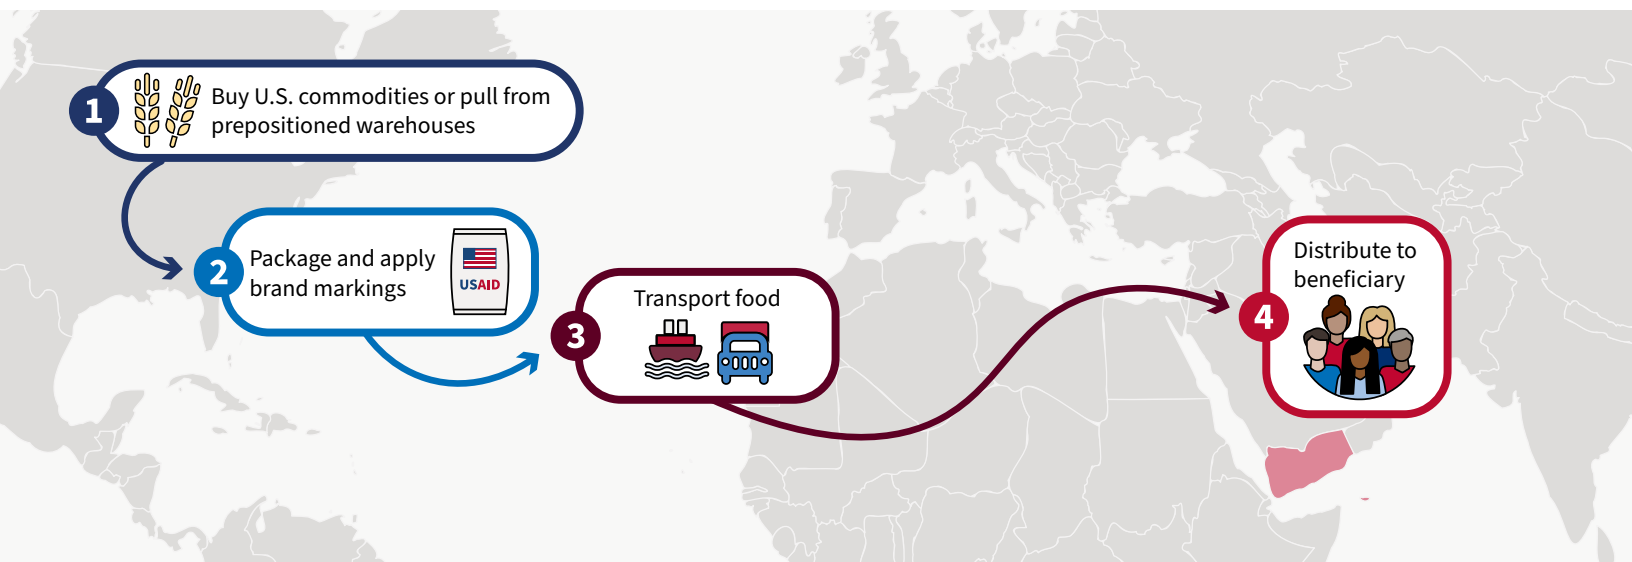 1
Buy U.S. commodities or pull from
prepositioned warehouses
2
Package and apply
brand markings
USAID
3
Transport food
4
Distribute to
beneficiary